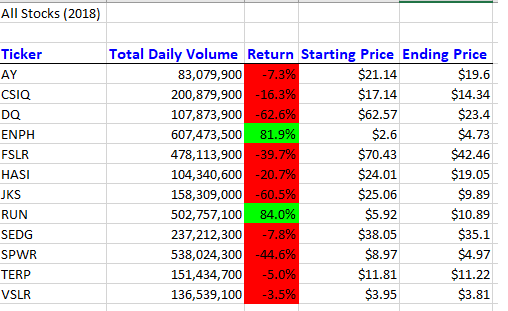 All Stocks (2018)
Ticker Total Daily Volume Return Starting Price Ending Price
AY 83,079,900 -7.3% $21.14 $19.6
CSIQ 200,879,900 -16.3% $17.14 $14.34
DQ 107,873,900 -62.6% $62.57 $23.4
ENPH 607,473,500 81.9% $2.6 $4.73
FSLR 478,113,900 -39.7% $70.43 $42.46
HASI 104,340,600 -20.7% $24.01 $19.05
JKS 158,309,000 -60.5% $25.06 $9.89
RUN 502,757,100 84.0% $5.92 $10.89
SEDG 237,212,300 -7.8% $38.05 $35.1
SPWR 538,024,300 -44.6% $8.97 $4.97
TERP 151,434,700 -5.0% $11.81 $11.22
VSLR 136,539,100 -3.5% $3.95 $3.81